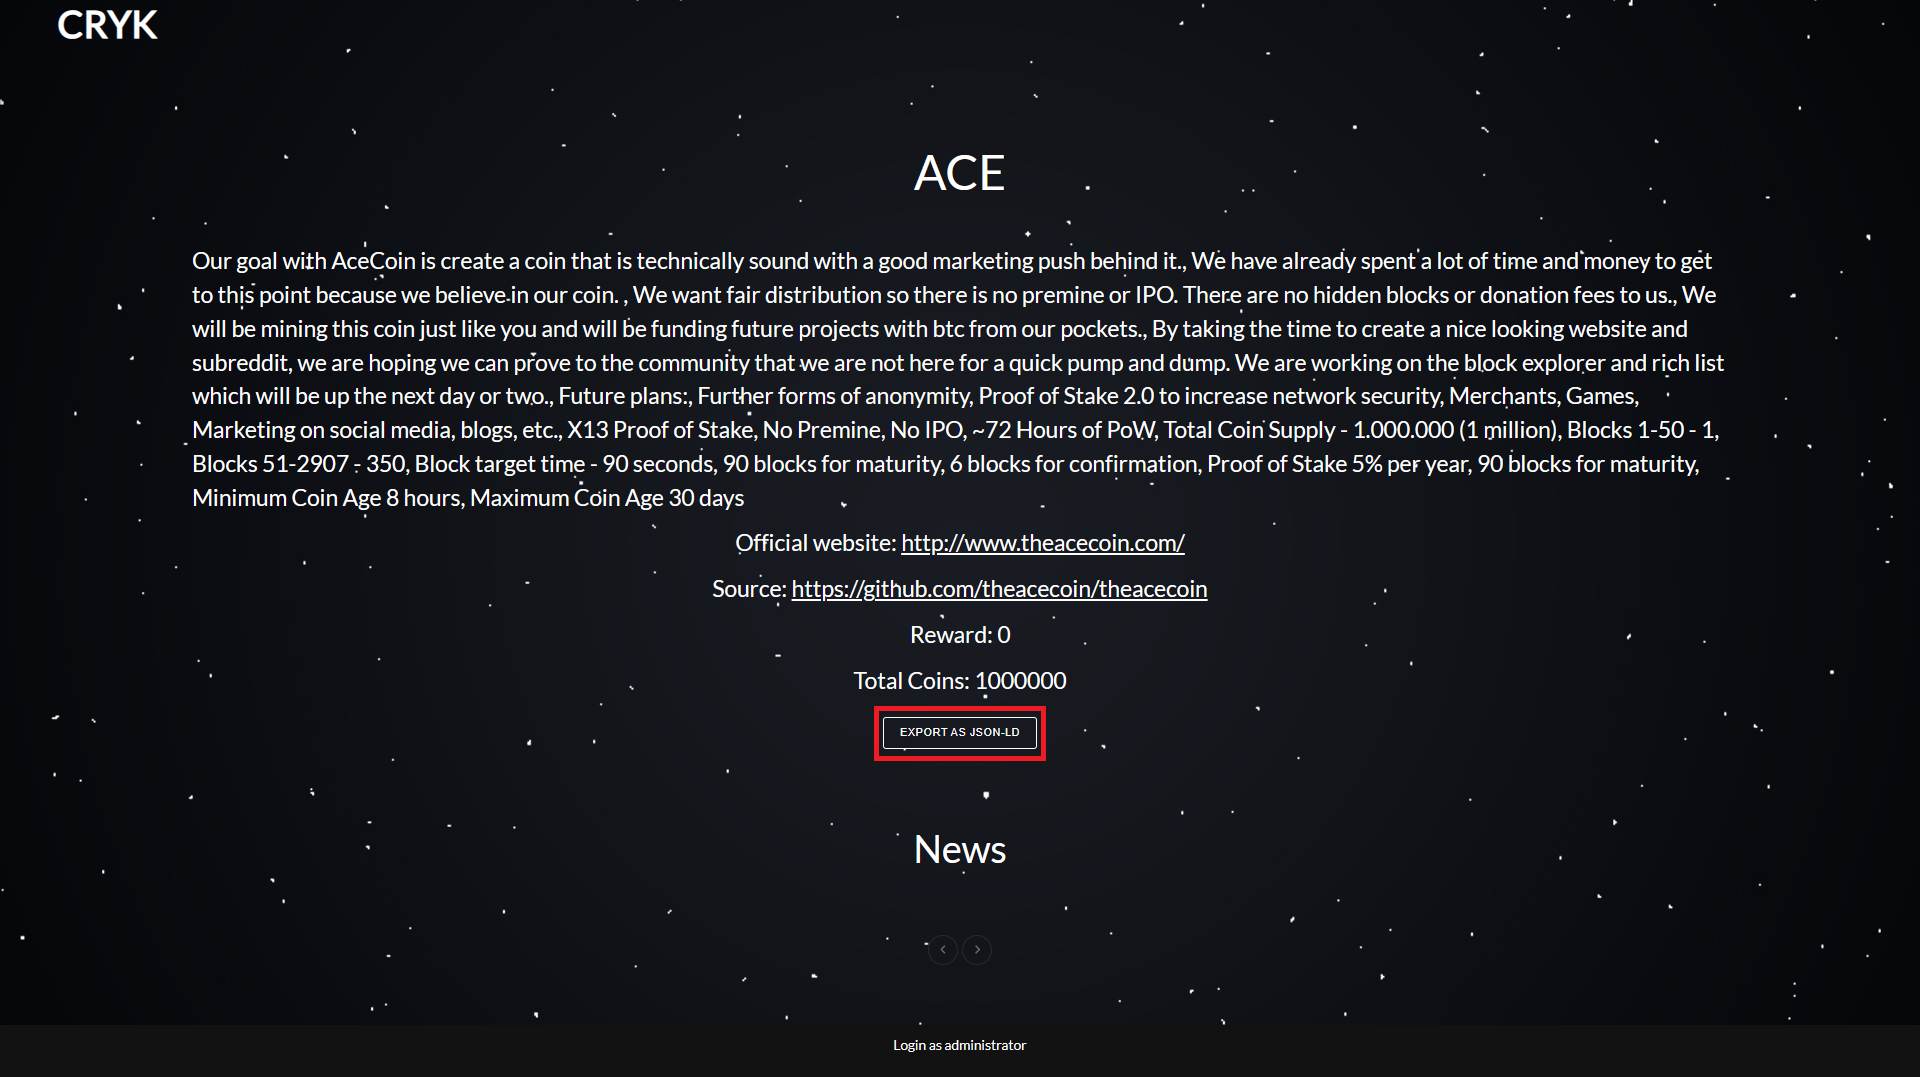 CRYK
ACE
Our goal with AceCoin is create a coin that is technically sound with a good marketing push behind it., We have already spent a lot of time and money to get
to this point because we believe in our coin. , We want fair distribution so there is no premine or IPO. There are no hidden blocks or donation fees to us., We
will be mining this coin just like you and will be funding future projects with btc from our pockets., By taking the time to create a nice looking website and
subreddit, we are hoping we can prove to the community that we are not here for a quick pump and dump. We are working on the block explorer and rich list
which will be up the next day or two., Future plans:, Further forms of anonymity, Proof of Stake 2.0 to increase network security, Merchants, Games,
Marketing on social media, blogs, etc., X13 Proof of Stake, No Premine, No IPO, ~72 Hours of PoW, Total Coin Supply - 1.000.000 (1 million), Blocks 1-50 - 1,
Blocks 51-2907 - 350, Block target time - 90 seconds, 90 blocks for maturity, 6 blocks for confirmation, Proof of Stake 5% per year, 90 blocks for maturity,
Minimum Coin Age 8 hours, Maximum Coin Age 30 days
Official website: http://www.theacecoin.com/
Source: https://github.com/theacecoin/theacecoin
Reward: 0
Total Coins: 1000000
EXPORT AS JSON-LD
News
Login as administrator